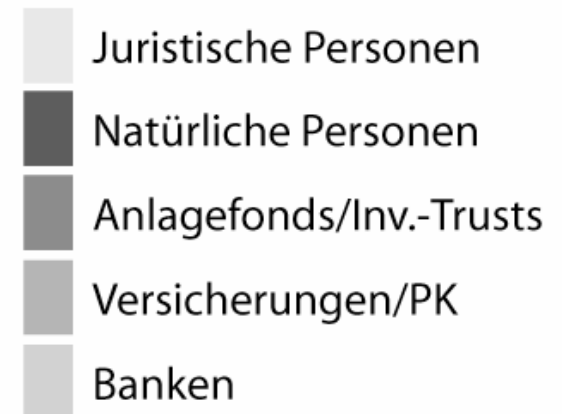 Juristische Personen
Natürliche Personen
Anlagefonds/Inv.-Trusts
Versicherungen/PK
Banken